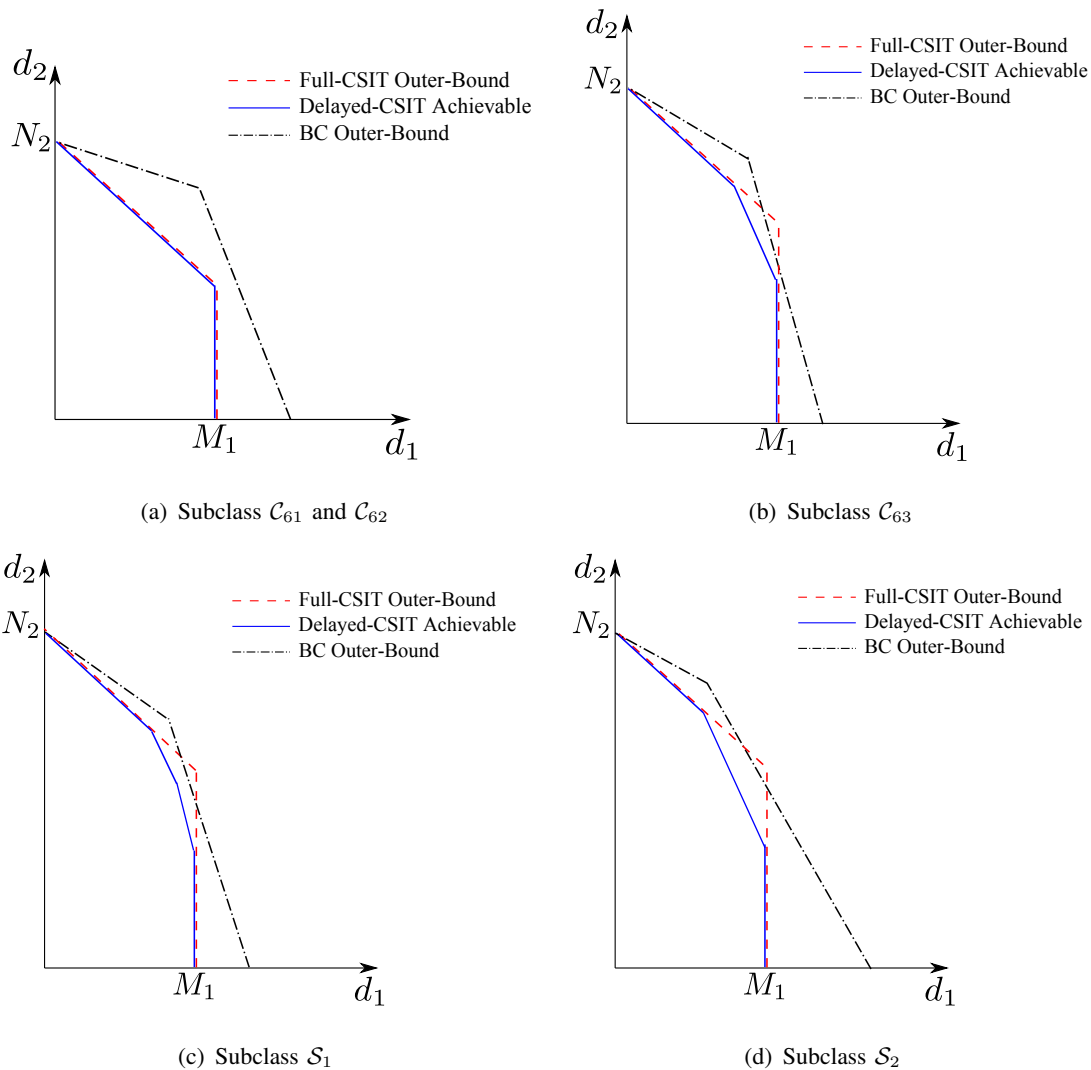 d₂
N₂
Full-CSIT Outer-Bound
Delayed-CSIT Achievable
BC Outer-Bound
M₁
d₁
(a) Subclass 𝒞₆₁ and 𝒞₆₂
d₂
N₂
Full-CSIT Outer-Bound
Delayed-CSIT Achievable
BC Outer-Bound
M₁
d₁
(b) Subclass 𝒞₆₃
d₂
N₂
Full-CSIT Outer-Bound
Delayed-CSIT Achievable
BC Outer-Bound
M₁
d₁
(c) Subclass 𝒮₁
d₂
N₂
Full-CSIT Outer-Bound
Delayed-CSIT Achievable
BC Outer-Bound
M₁
d₁
(d) Subclass 𝒮₂